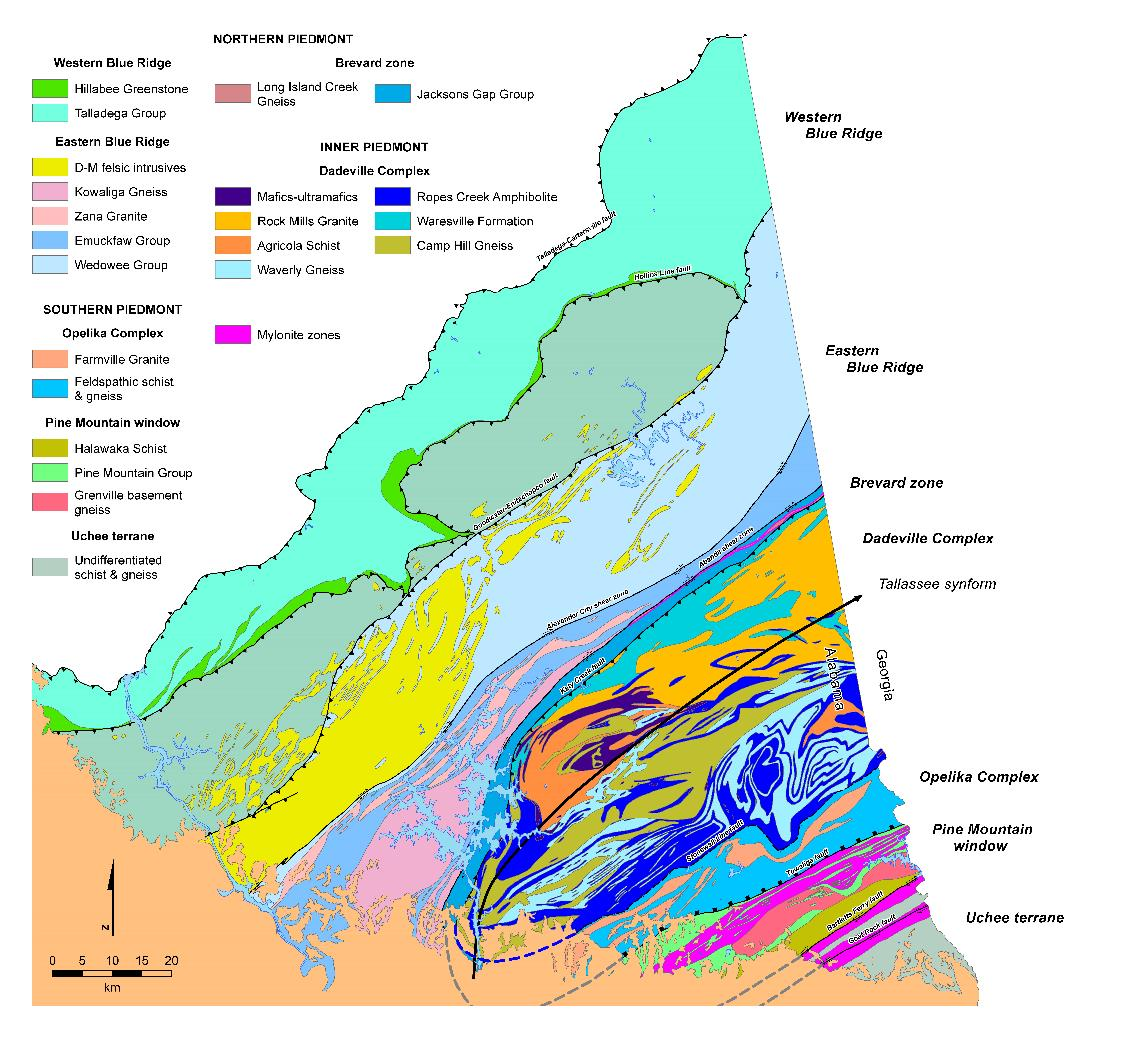 NORTHERN PIEDMONT
Western Blue Ridge
Hillabee Greenstone
Talladega Group
Brevard zone
Long Island Creek
Gneiss
Jacksons Gap Group
Eastern Blue Ridge
D-M felsic intrusives
Kowaliga Gneiss
Zana Granite
Emuckfaw Group
Wedowee Group
INNER PIEDMONT
Dadeville Complex
Mafics-ultramafics
Rock Mills Granite
Agricola Schist
Waverly Gneiss
Ropes Creek Amphibolite
Waresville Formation
Camp Hill Gneiss
SOUTHERN PIEDMONT
Opelika Complex
Farmville Granite
Feldspathic schist
& gneiss
Mylonite zones
Pine Mountain window
Halawaka Schist
Pine Mountain Group
Grenville basement
gneiss
Uchee terrane
Undifferentiated
schist & gneiss
Western
Blue Ridge
Talladega-Cartersville fault
Hollins Line fault
Eastern
Blue Ridge
Goodwater-Enitachopco fault
Brevard zone
Abanda shear zone
Dadeville Complex
Tallassee synform
Alexander City shear zone
Katy Creek fault
Alabama
Georgia
Opelika Complex
Stonewall Line fault
Pine Mountain
window
Towaliga fault
Bartletts Ferry fault
Goat Rock fault
Uchee terrane
N
0 5 10 15 20
km